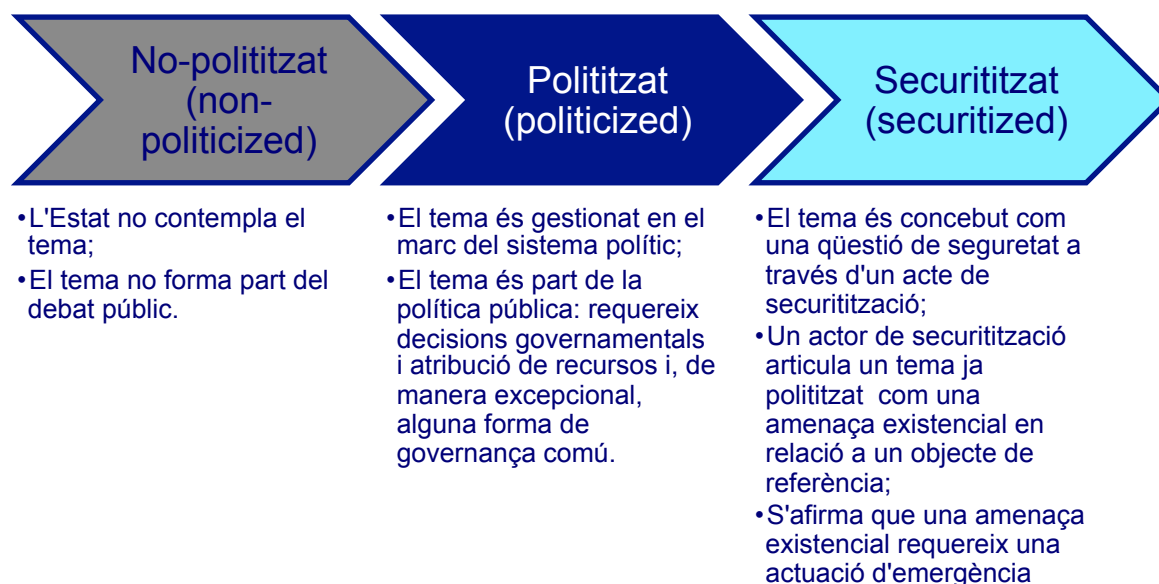 No-polititzat
(non-
politicized)
Polititzat
(politicized)
Securititzat
(securitized)
•L'Estat no contempla el
tema;
•El tema no forma part del
debat públic.
•El tema és gestionat en el
marc del sistema polític;
•El tema és part de la
política pública: requereix
decisions governamentals
i atribució de recursos i, de
manera excepcional,
alguna forma de
governança comú.
•El tema és concebut com
una qüestió de seguretat a
través d'un acte de
securitització;
•Un actor de securitització
articula un tema ja
polititzat com una
amenaça existencial en
relació a un objecte de
referència;
•S'afirma que una amenaça
existencial requereix una
actuació d'emergència